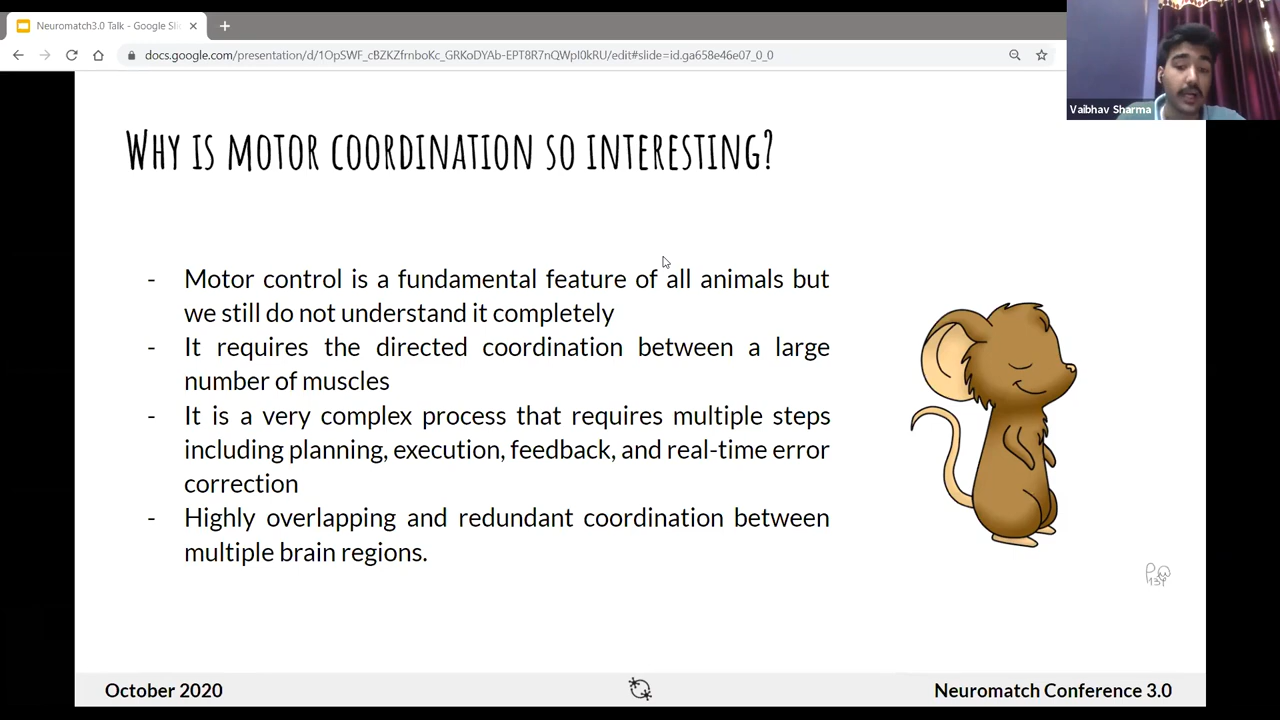 Neuromatch3.0 Talk - Google Sli
docs.google.com/presentation/d/1OpSWF_cBZKZfrnboKc_GRKoDYAb-EPT8R7nQWpl0kRU/edit#slide=id.ga658e46e07_0_0
Vaibhav Sharma
WHY IS MOTOR COORDINATION SO INTERESTING?
- Motor control is a fundamental feature of all animals but
we still do not understand it completely
- It requires the directed coordination between a large
number of muscles
- It is a very complex process that requires multiple steps
including planning, execution, feedback, and real-time error
correction
- Highly overlapping and redundant coordination between
multiple brain regions.
October 2020
Neuromatch Conference 3.0